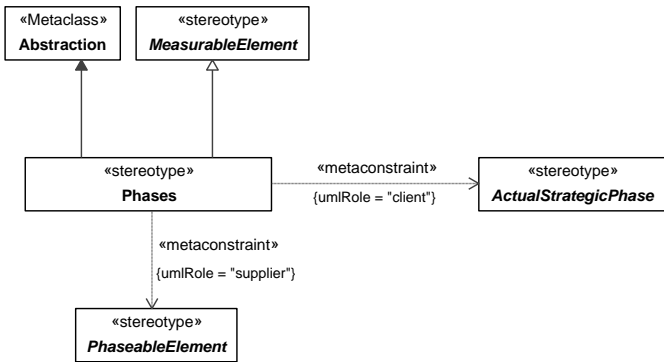 «Metaclass»
Abstraction
«stereotype»
MeasurableElement
«stereotype»
Phases
«metaconstraint»
{umlRole = "client"}
«stereotype»
ActualStrategicPhase
«metaconstraint»
{umlRole = "supplier"}
«stereotype»
PhaseableElement